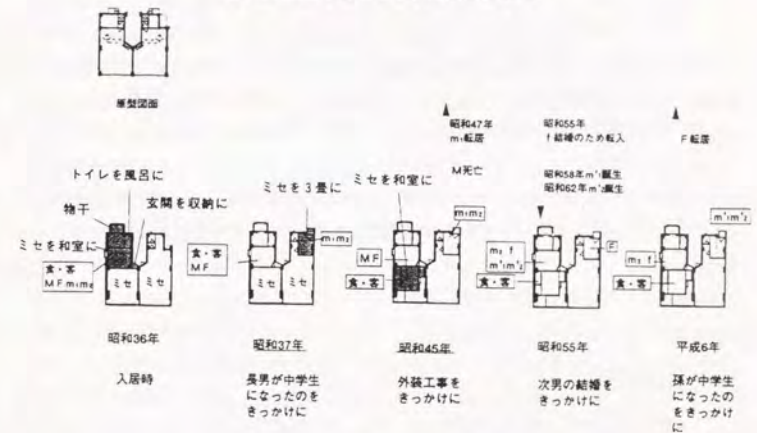 原型図面
昭和47年
m₁転居
M死亡
昭和55年
f 結婚のため転入
昭和58年m'₁誕生
昭和62年m'₂誕生
F転居
トイレを風呂に
物干
玄関を収納に
ミセを和室に
食・客
MFm₁m₂
ミセ
ミセ
昭和36年
入居時
ミセを3畳に
m₁m₂
食・客
MF
ミセ
ミセ
昭和37年
長男が中学生
になったのを
きっかけに
ミセを和室に
m₁m₂
MF
食・客
ミセ
昭和45年
外装工事を
きっかけに
m₂ f
m'₁m'₂
F
食・客
昭和55年
次男の結婚を
きっかけに
m'₁m'₂
m₂ f
食・客
平成6年
孫が中学生
になったの
をきっかけ
に